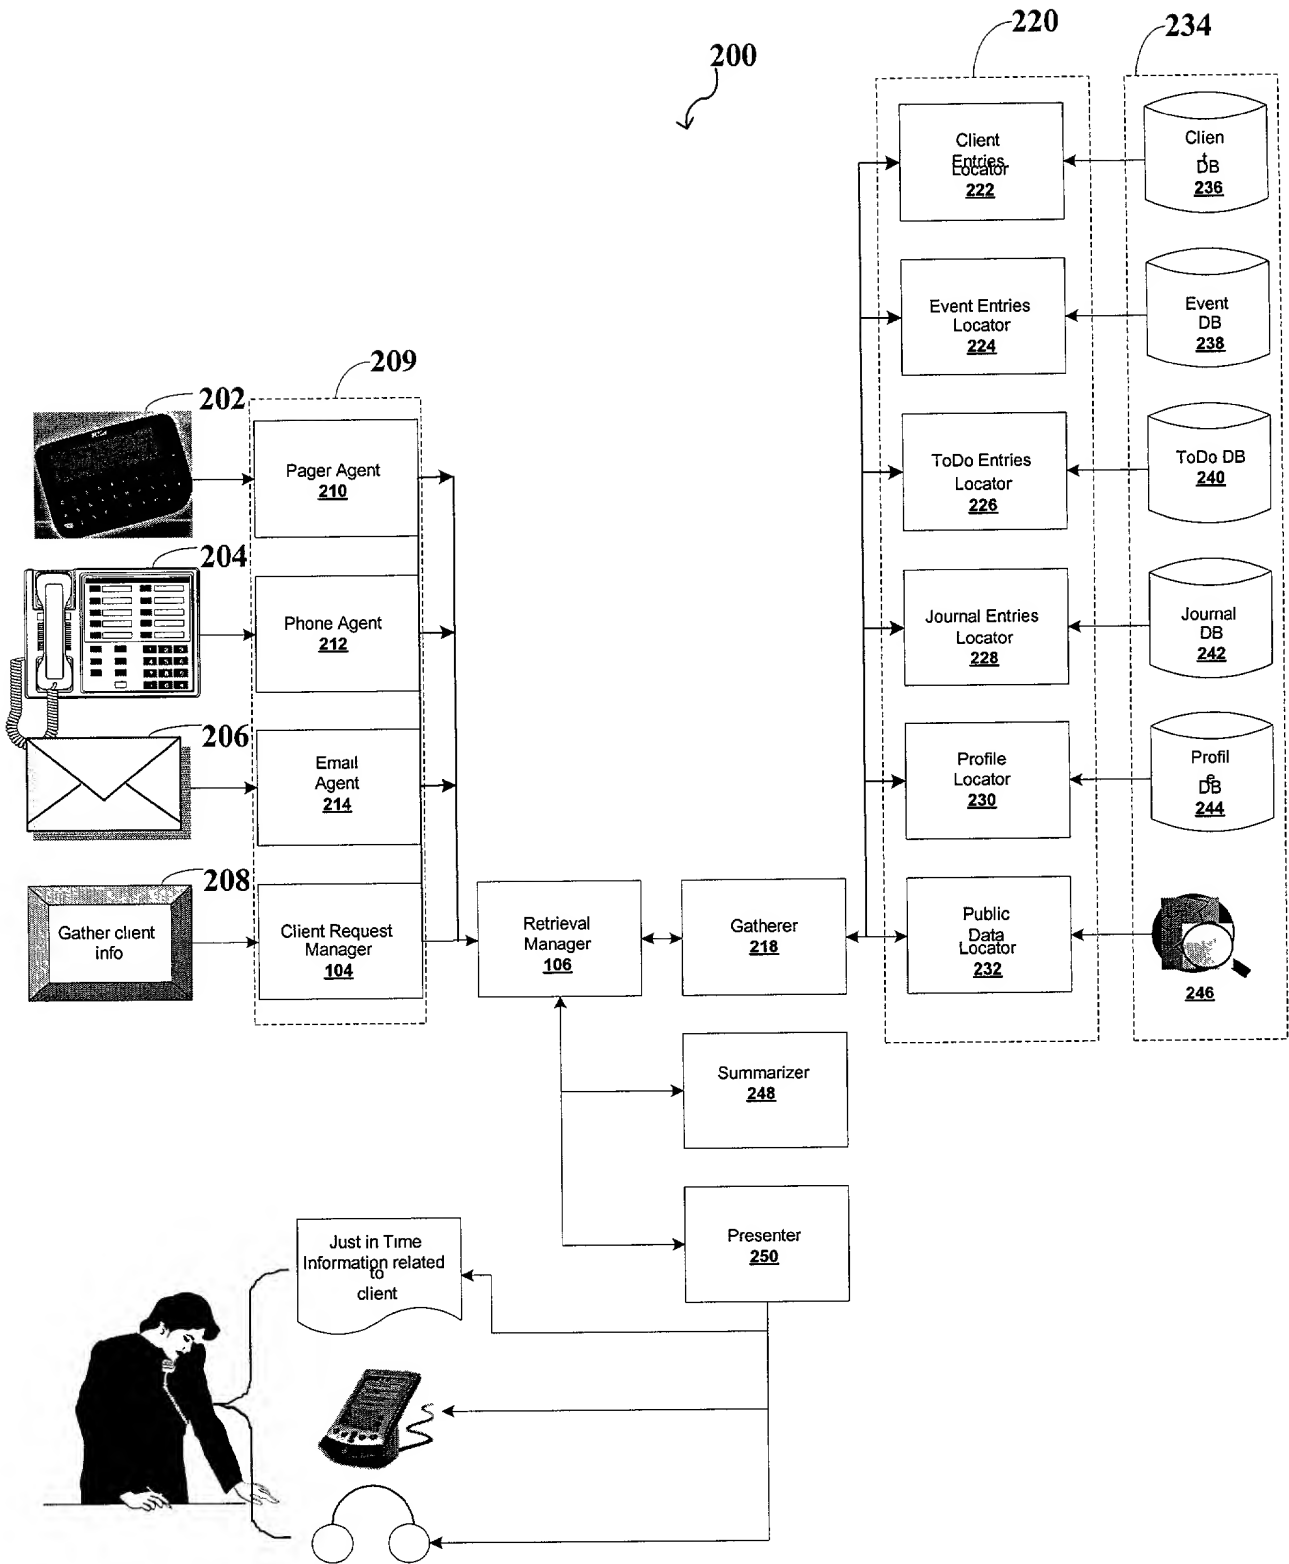 200
220
234
Client
Entries
Locator
222
Clien
t
DB
236
Event Entries
Locator
224
Event
DB
238
209
202
Pager Agent
210
ToDo Entries
Locator
226
ToDo DB
240
204
Phone Agent
212
Journal Entries
Locator
228
Journal
DB
242
206
Email
Agent
214
Profile
Locator
230
Profil
e
DB
244
208
Gather client
info
Client Request
Manager
104
Retrieval
Manager
106
Gatherer
218
Public
Data
Locator
232
246
Summarizer
248
Presenter
250
Just in Time
Information related
to
client